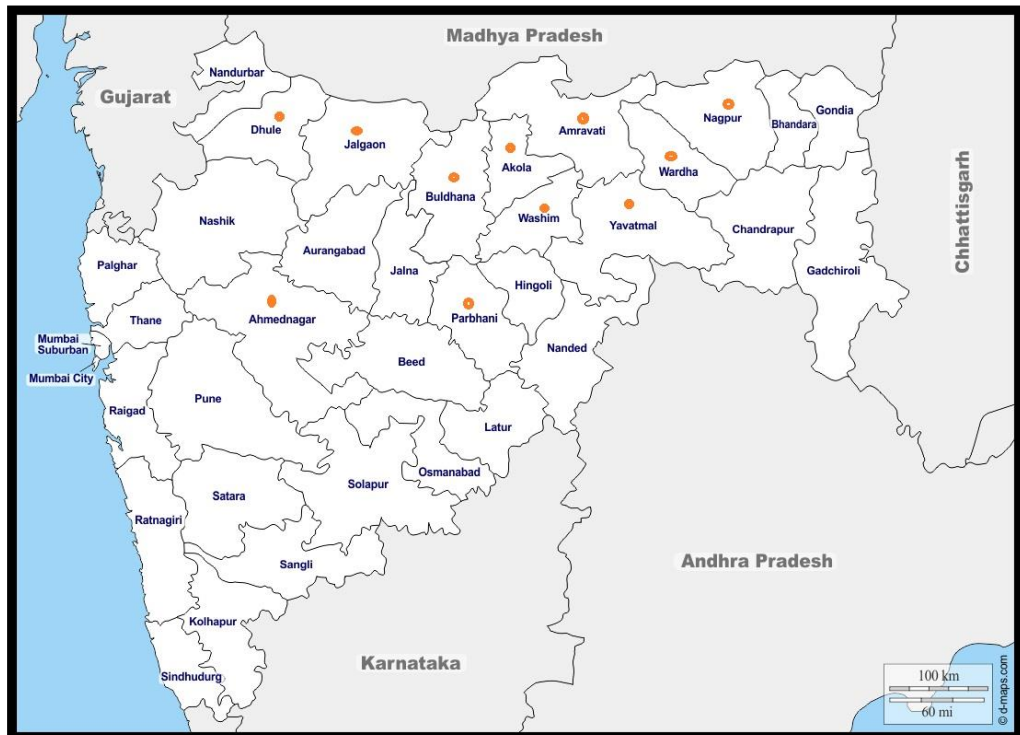 Madhya Pradesh
Nandurbar
Gujarat
Dhule
Jalgaon
Amravati
Nagpur
Bhandara
Gondia
Akola
Wardha
Buldhana
Washim
Yavatmal
Chandrapur
Chhattisgarh
Nashik
Aurangabad
Palghar
Jalna
Hingoli
Gadchiroli
Thane
Ahmednagar
Parbhani
Mumbai
Suburban
Mumbai City
Nanded
Beed
Raigad
Pune
Latur
Osmanabad
Solapur
Satara
Ratnagiri
Sangli
Andhra Pradesh
Kolhapur
Karnataka
Sindhudurg
100 km
60 mi
© d-maps.com